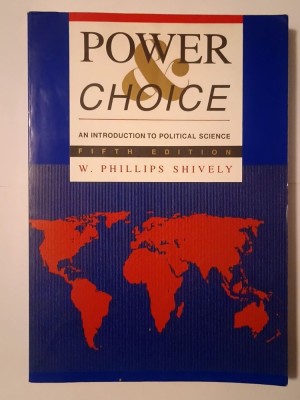 POWER
&
CHOICE
AN INTRODUCTION TO POLITICAL SCIENCE
FIFTH EDITION
W. PHILLIPS SHIVELY